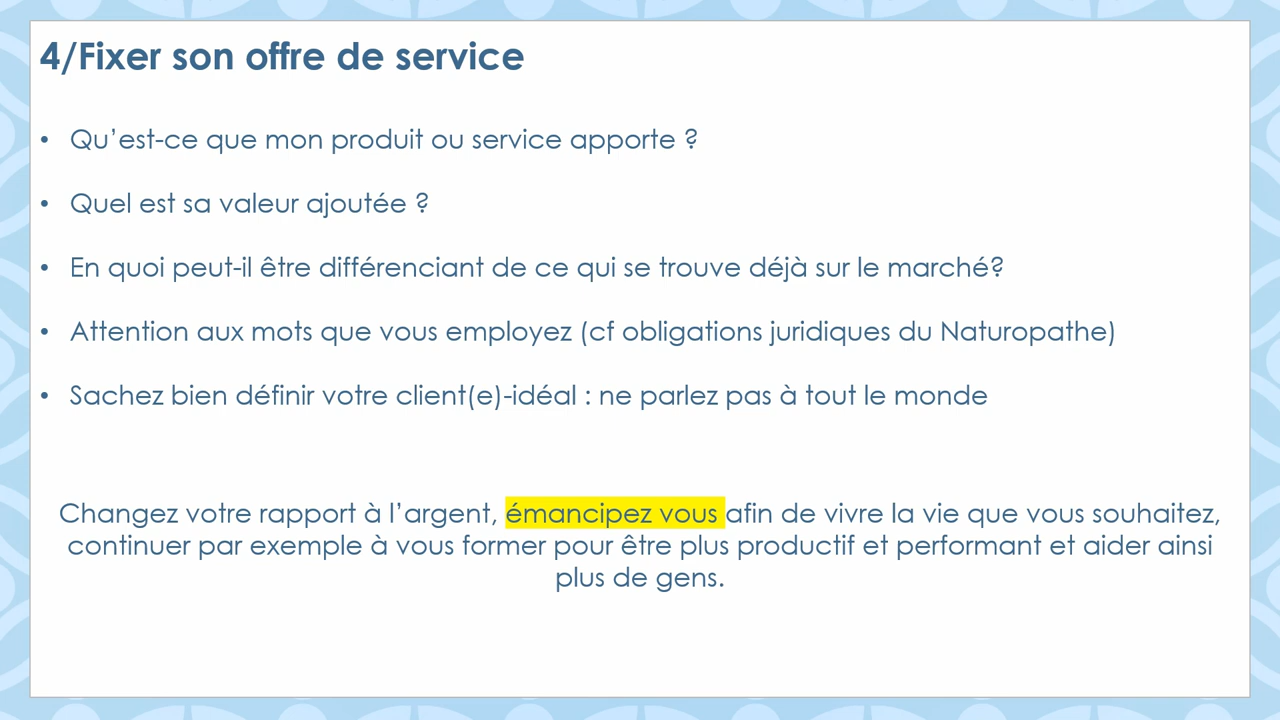 4/Fixer son offre de service
• Qu’est-ce que mon produit ou service apporte ?
• Quel est sa valeur ajoutée ?
• En quoi peut-il être différenciant de ce qui se trouve déjà sur le marché?
• Attention aux mots que vous employez (cf obligations juridiques du Naturopathe)
• Sachez bien définir votre client(e)-idéal : ne parlez pas à tout le monde
Changez votre rapport à l’argent, émancipez vous afin de vivre la vie que vous souhaitez,
continuer par exemple à vous former pour être plus productif et performant et aider ainsi
plus de gens.